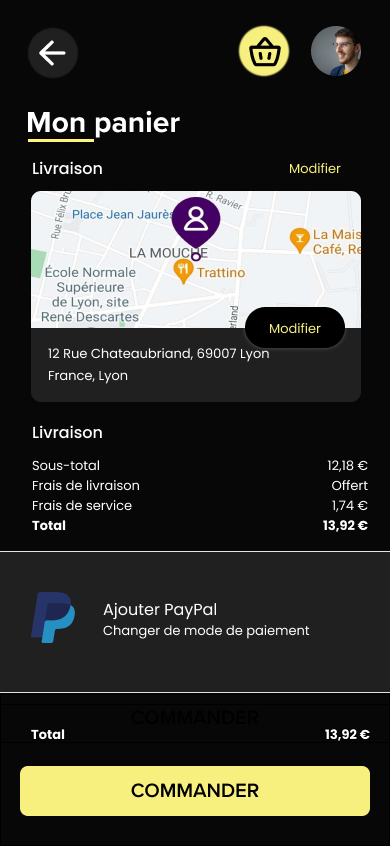 Mon panier
Livraison
Modifier
Rue Félix Bru
R. Ravier
Place Jean Jaurès
La Mais
Café, Re
LA MOUCHE
Trattino
École Normale
Supérieure
de Lyon, site
René Descartes
erland
Modifier
12 Rue Chateaubriand, 69007 Lyon
France, Lyon
Livraison
Sous-total 12,18 €
Frais de livraison Offert
Frais de service 1,74 €
Total 13,92 €
Ajouter PayPal
Changer de mode de paiement
COMMANDER
Total 13,92 €
COMMANDER